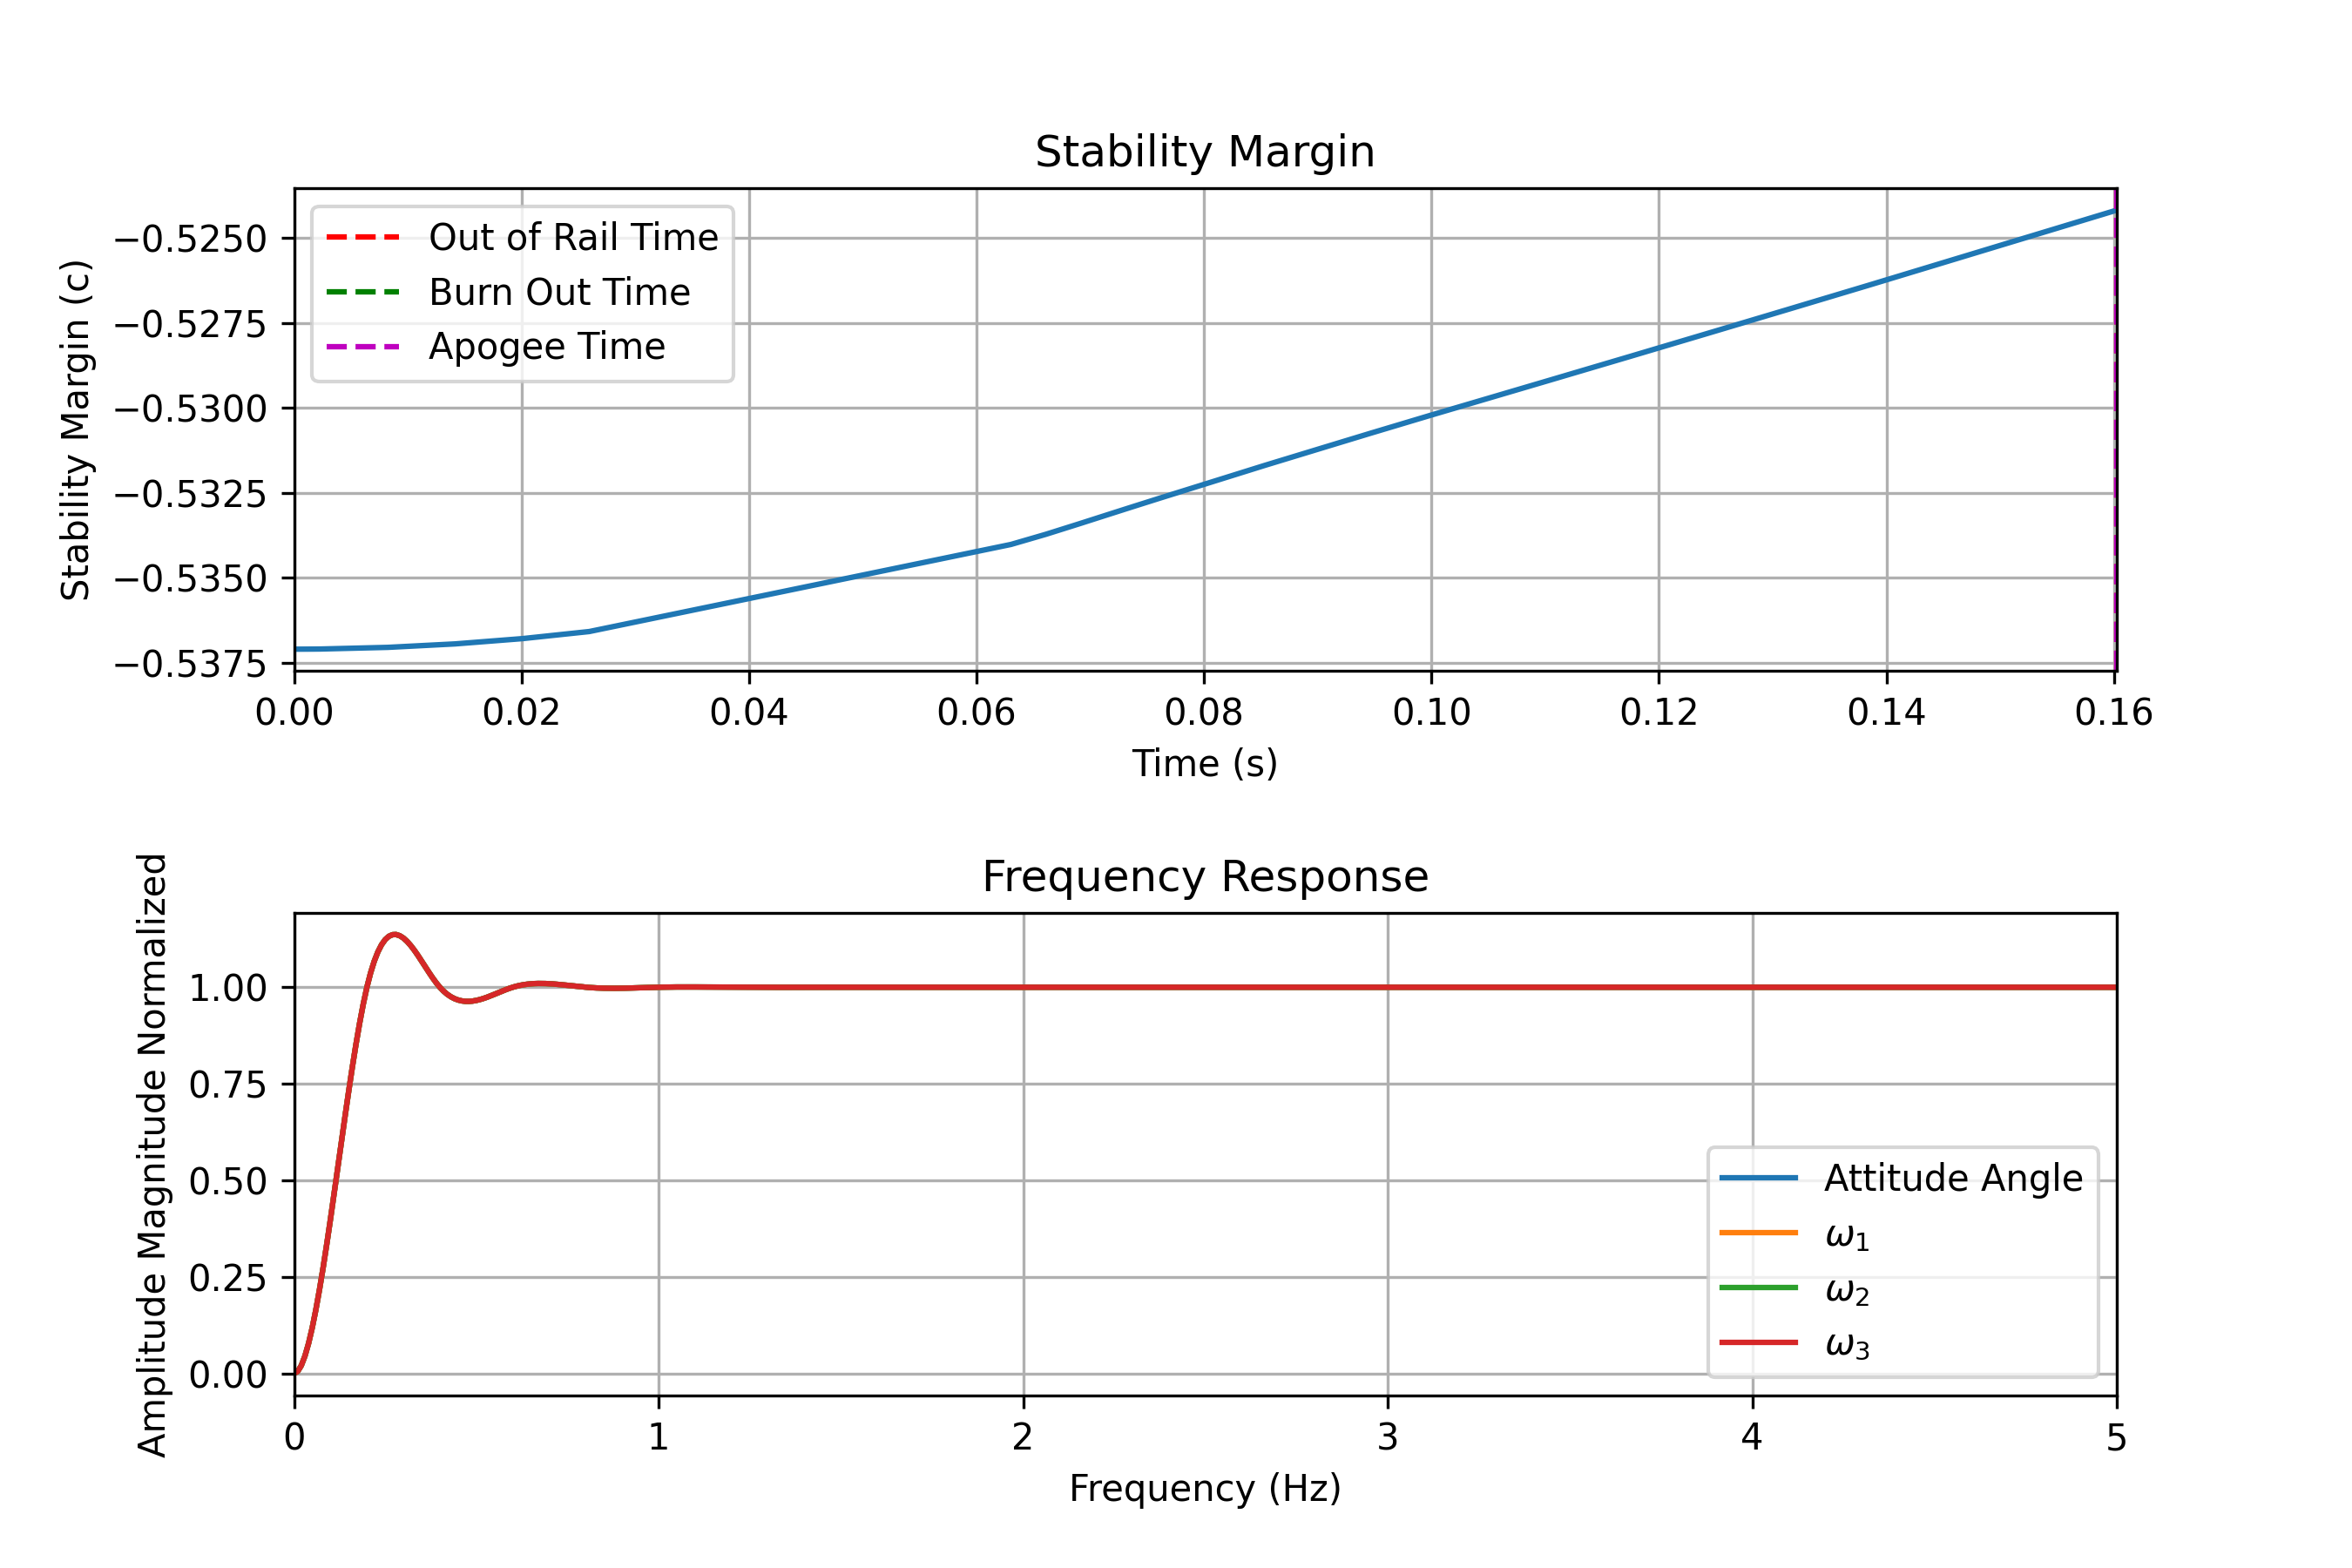 Stability Margin
Stability Margin (c)
−0.5250
−0.5275
−0.5300
−0.5325
−0.5350
−0.5375
Out of Rail Time
Burn Out Time
Apogee Time
0.00 0.02 0.04 0.06 0.08 0.10 0.12 0.14 0.16
Time (s)
Frequency Response
Amplitude Magnitude Normalized
1.00
0.75
0.50
0.25
0.00
Attitude Angle
ω1
ω2
ω3
0 1 2 3 4 5
Frequency (Hz)